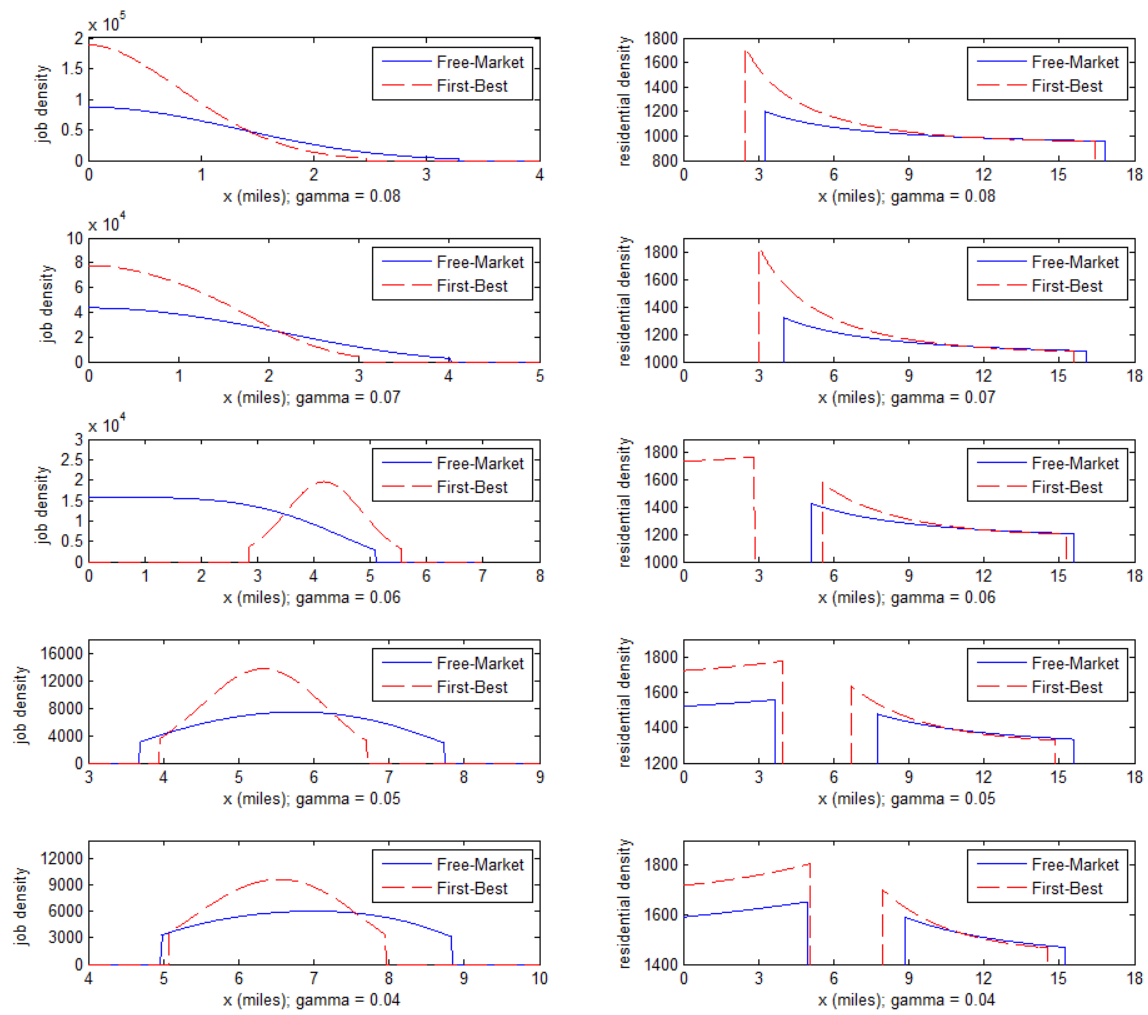 x 10^5
2
1.5
1
0.5
0
job density
Free-Market
First-Best
0 1 2 3 4
x (miles); gamma = 0.08
1800
1600
1400
1200
1000
800
residential density
Free-Market
First-Best
0 3 6 9 12 15 18
x (miles); gamma = 0.08
x 10^4
10
8
6
4
2
0
job density
Free-Market
First-Best
0 1 2 3 4 5
x (miles); gamma = 0.07
1800
1600
1400
1200
1000
residential density
Free-Market
First-Best
0 3 6 9 12 15 18
x (miles); gamma = 0.07
x 10^4
3
2.5
2
1.5
1
0.5
0
job density
Free-Market
First-Best
0 1 2 3 4 5 6 7 8
x (miles); gamma = 0.06
1800
1600
1400
1200
1000
residential density
Free-Market
First-Best
0 3 6 9 12 15 18
x (miles); gamma = 0.06
16000
12000
8000
4000
0
job density
Free-Market
First-Best
3 4 5 6 7 8 9
x (miles); gamma = 0.05
1800
1600
1400
1200
residential density
Free-Market
First-Best
0 3 6 9 12 15 18
x (miles); gamma = 0.05
12000
9000
6000
3000
0
job density
Free-Market
First-Best
4 5 6 7 8 9 10
x (miles); gamma = 0.04
1800
1600
1400
residential density
Free-Market
First-Best
0 3 6 9 12 15 18
x (miles); gamma = 0.04